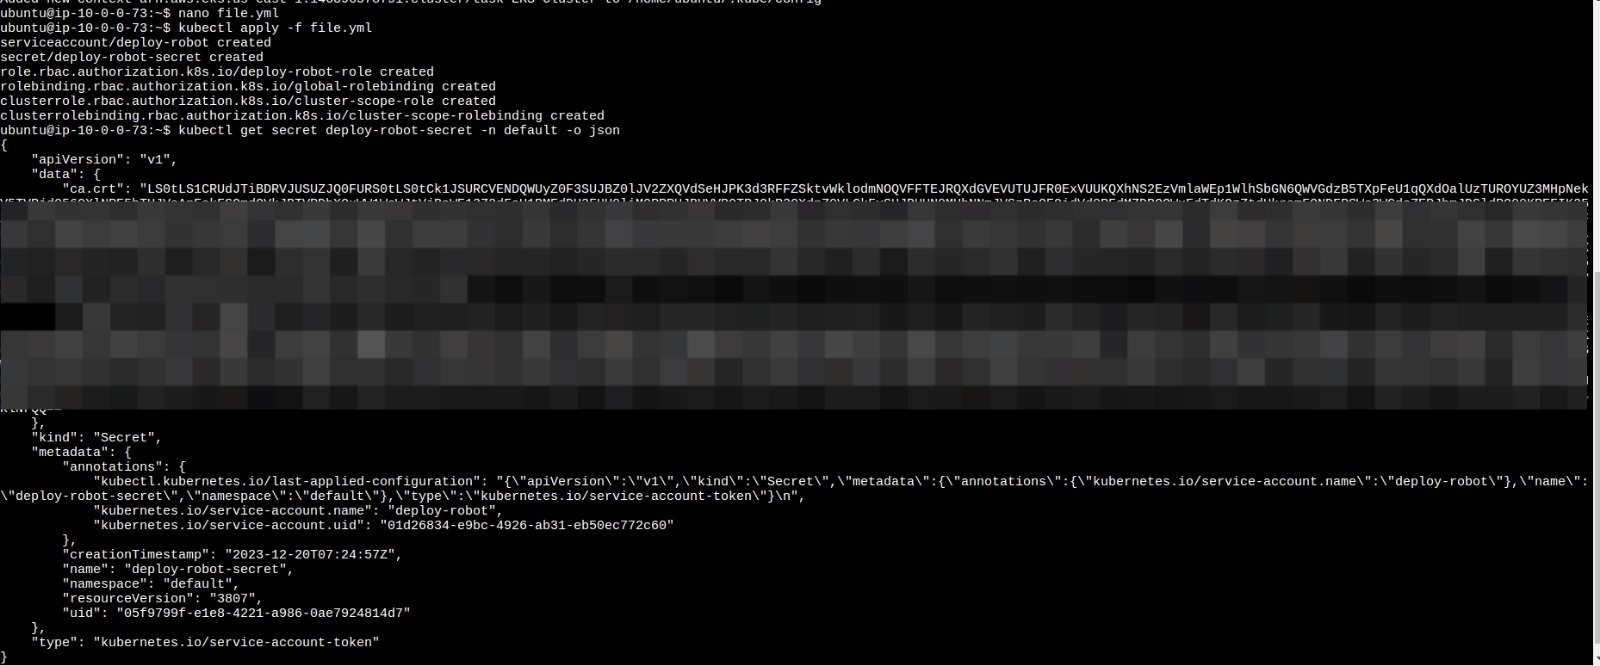 ubuntu@ip-10-0-0-73:~$ nano file.yml
ubuntu@ip-10-0-0-73:~$ kubectl apply -f file.yml
serviceaccount/deploy-robot created
secret/deploy-robot-secret created
role.rbac.authorization.k8s.io/deploy-robot-role created
rolebinding.rbac.authorization.k8s.io/global-rolebinding created
clusterrole.rbac.authorization.k8s.io/cluster-scope-role created
clusterrolebinding.rbac.authorization.k8s.io/cluster-scope-rolebinding created
ubuntu@ip-10-0-0-73:~$ kubectl get secret deploy-robot-secret -n default -o json
{
    "apiVersion": "v1",
    "data": {
        "ca.crt":
    },
    "kind": "Secret",
    "metadata": {
        "annotations": {
            "kubectl.kubernetes.io/last-applied-configuration": "{\"apiVersion\":\"v1\",\"kind\":\"Secret\",\"metadata\":{\"annotations\":{\"kubernetes.io/service-account.name\":\"deploy-robot\"},\"name\":
\"deploy-robot-secret\",\"namespace\":\"default\"},\"type\":\"kubernetes.io/service-account-token\"}\n",
            "kubernetes.io/service-account.name": "deploy-robot",
            "kubernetes.io/service-account.uid": "01d26834-e9bc-4926-ab31-eb50ec772c60"
        },
        "creationTimestamp": "2023-12-20T07:24:57Z",
        "name": "deploy-robot-secret",
        "namespace": "default",
        "resourceVersion": "3807",
        "uid": "05f9799f-e1e8-4221-a986-0ae7924814d7"
    },
    "type": "kubernetes.io/service-account-token"
}